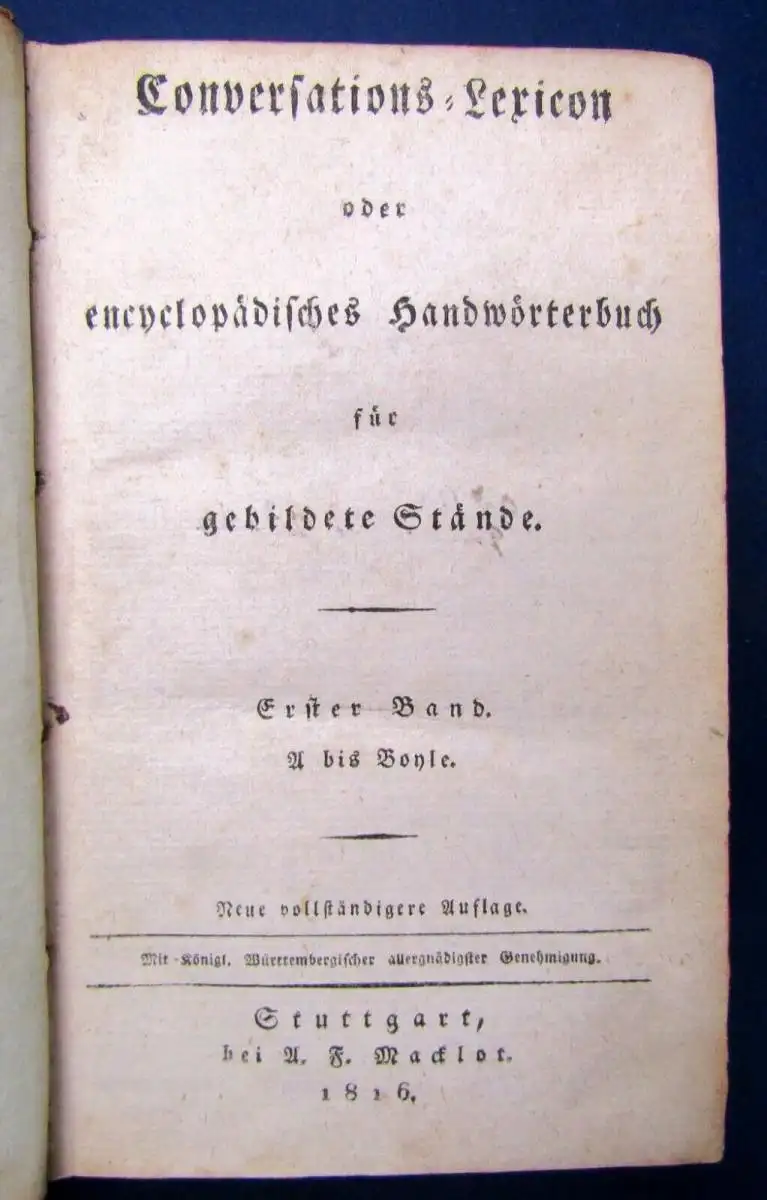 Conversations-Lexicon
oder
encyclopädisches Handwörterbuch
für
gebildete Stände.
Erster Band.
A bis Boyle.
Neue vollständigere Auflage.
Mit Königl. Württembergischer allergnädigster Genehmigung.
Stuttgart,
bei A. F. Macklot.
1816.